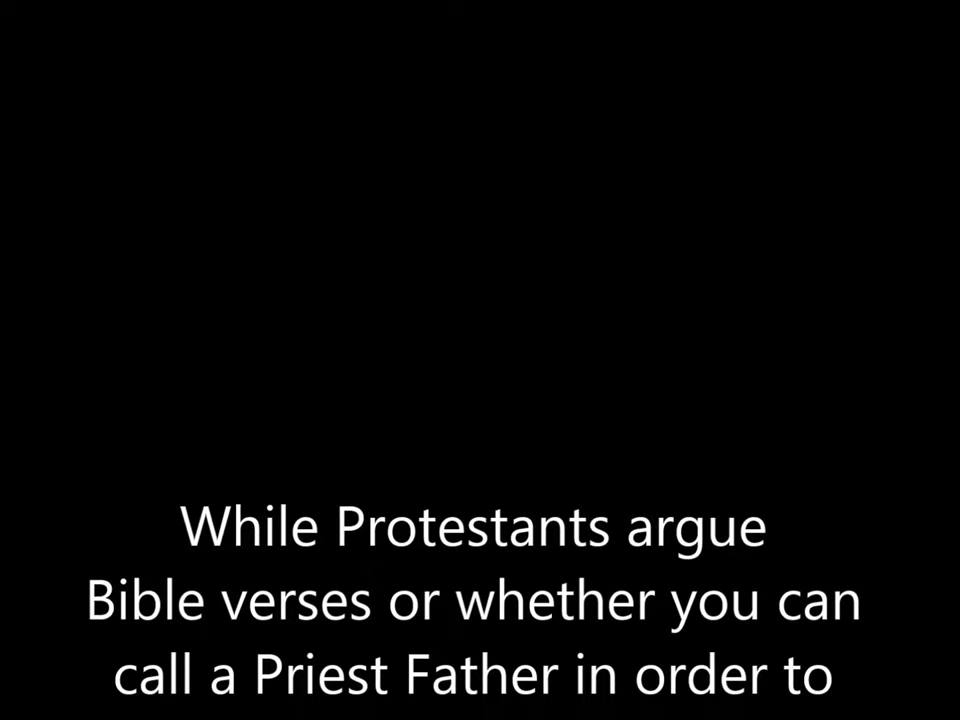 While Protestants argue
Bible verses or whether you can
call a Priest Father in order to